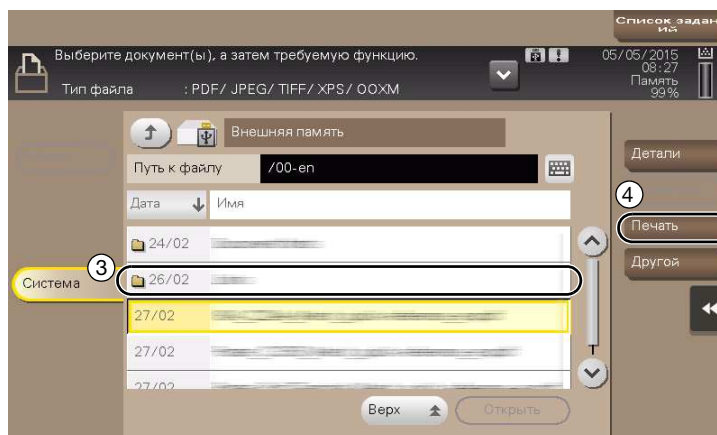 Список задан
ий
Выберите документ(ы), а затем требуемую функцию.
05/05/2015
08:27
Тип файла : PDF/ JPEG/ TIFF/ XPS/ OOXM
Память
99%
Внешняя память
Путь к файлу /00-en
Детали
Дата Имя
4
Печать
24/02
Другой
3
Система
26/02
27/02
27/02
27/02
Верх
Открыть